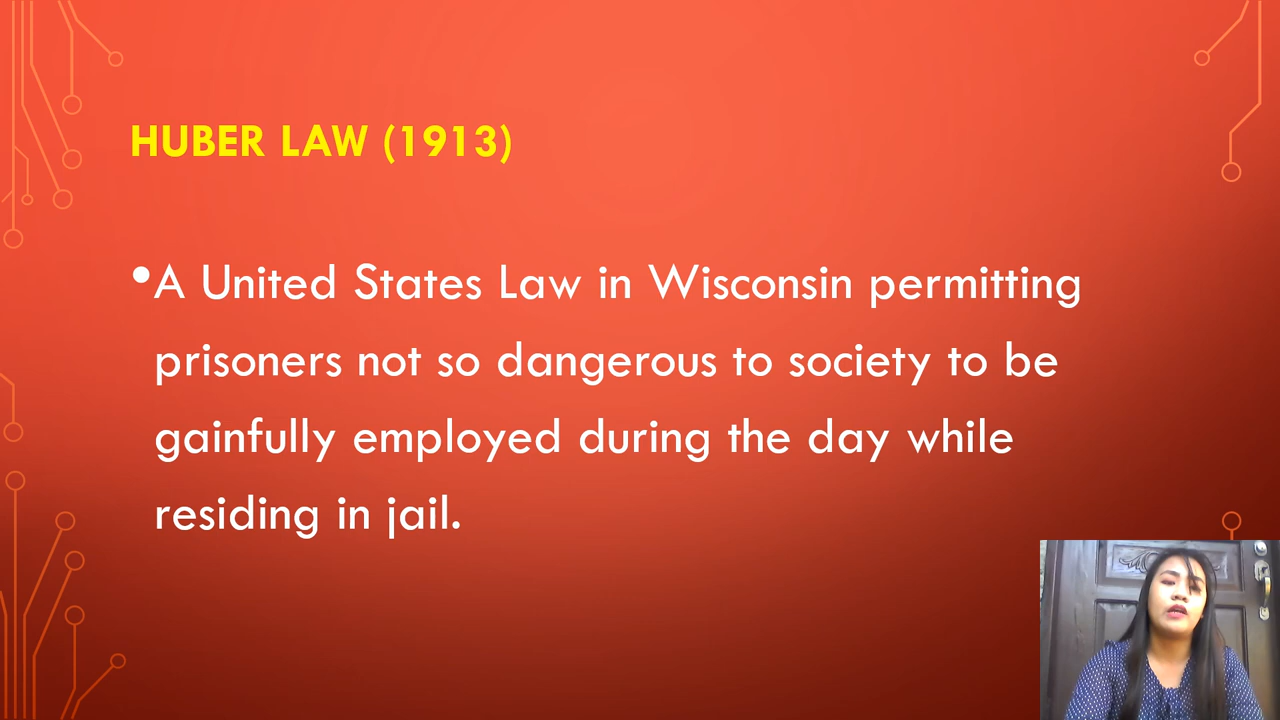 HUBER LAW (1913)
•A United States Law in Wisconsin permitting
prisoners not so dangerous to society to be
gainfully employed during the day while
residing in jail.